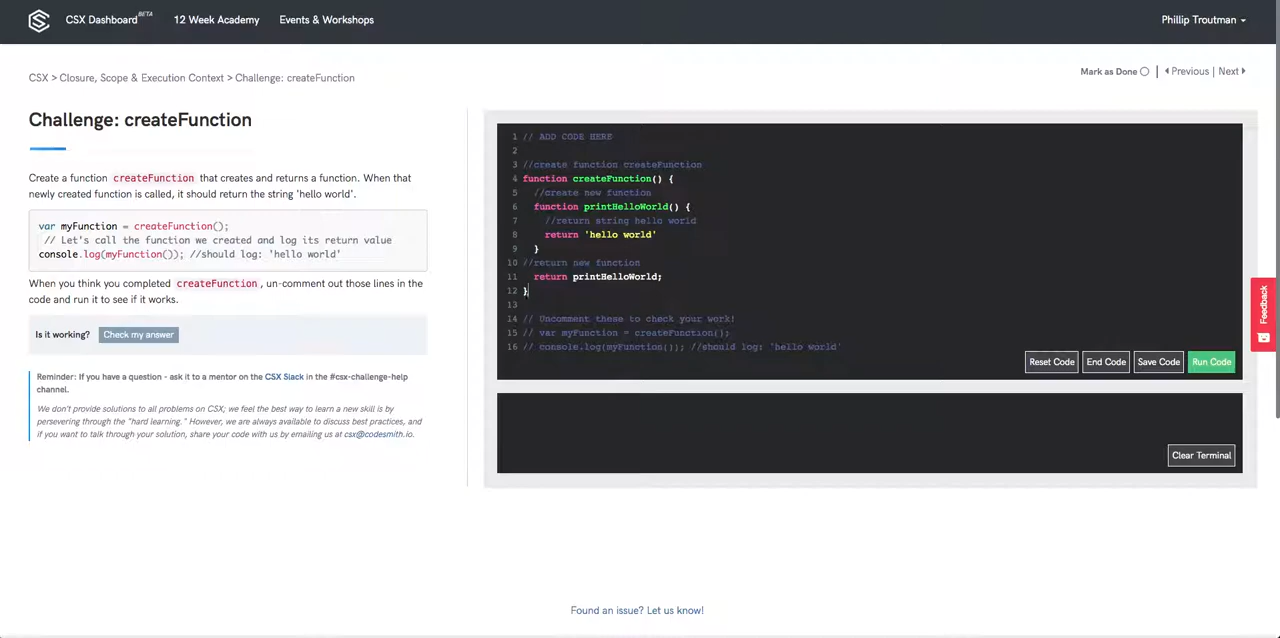 CSX Dashboard BETA 12 Week Academy Events & Workshops Phillip Troutman
CSX > Closure, Scope & Execution Context > Challenge: createFunction
Mark as Done | Previous | Next
Challenge: createFunction
Create a function createFunction that creates and returns a function. When that
newly created function is called, it should return the string 'hello world'.
var myFunction = createFunction();
// Let's call the function we created and log its return value
console.log(myFunction()); //should log: 'hello world'
When you think you completed createFunction, un-comment out those lines in the
code and run it to see if it works.
Is it working? Check my answer
Reminder: If you have a question - ask it to a mentor on the CSX Slack in the #csx-challenge-help
channel.
We don't provide solutions to all problems on CSX; we feel the best way to learn a new skill is by
persevering through the "hard learning." However, we are always available to discuss best practices, and
if you want to talk through your solution, share your code with us by emailing us at csx@codesmith.io.
1 // ADD CODE HERE
2
3 //create function createFunction
4 function createFunction() {
5 //create new function
6 function printHelloWorld() {
7 //return string hello world
8 return 'hello world'
9 }
10 //return new function
11 return printHelloWorld;
12 }
13
14 // Uncomment these to check your work!
15 // var myFunction = createFunction();
16 // console.log(myFunction()); //should log: 'hello world'
Reset Code End Code Save Code Run Code
Clear Terminal
Feedback
Found an issue? Let us know!